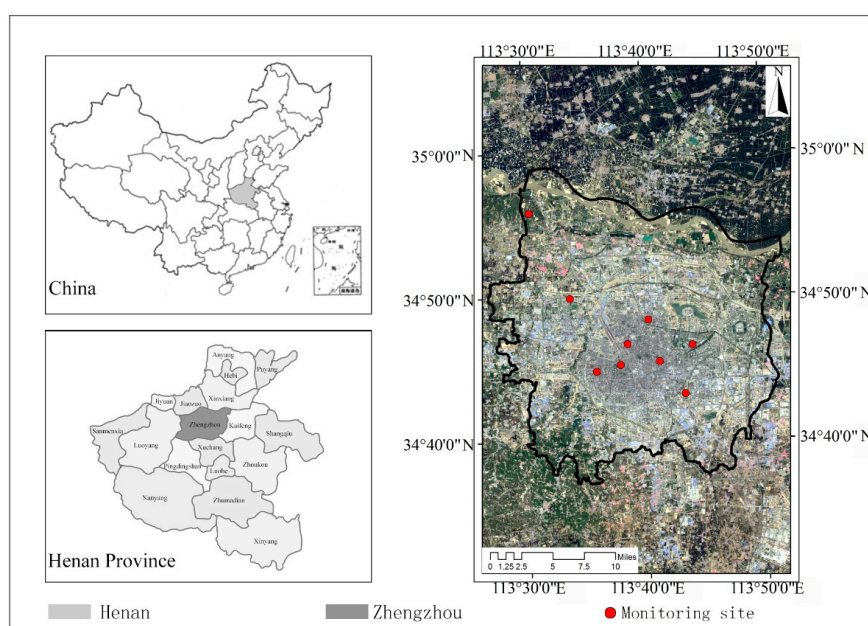 China
Anyang
Hebi
Puyang
Jiyuan
Jiaozuo
Xinxiang
Sanmenxia
Zhengzhou
Kaifeng
Shangqiu
Luoyang
Xuchang
Pingdingshan
Luohe
Zhoukou
Nanyang
Zhumadian
Xinyang
Henan Province
113°30'0"E 113°40'0"E 113°50'0"E
N
35°0'0"N 35°0'0"N
34°50'0"N 34°50'0"N
34°40'0"N 34°40'0"N
Miles
0 1.25 2.5 5 7.5 10
113°30'0"E 113°40'0"E 113°50'0"E
Henan Zhengzhou Monitoring site